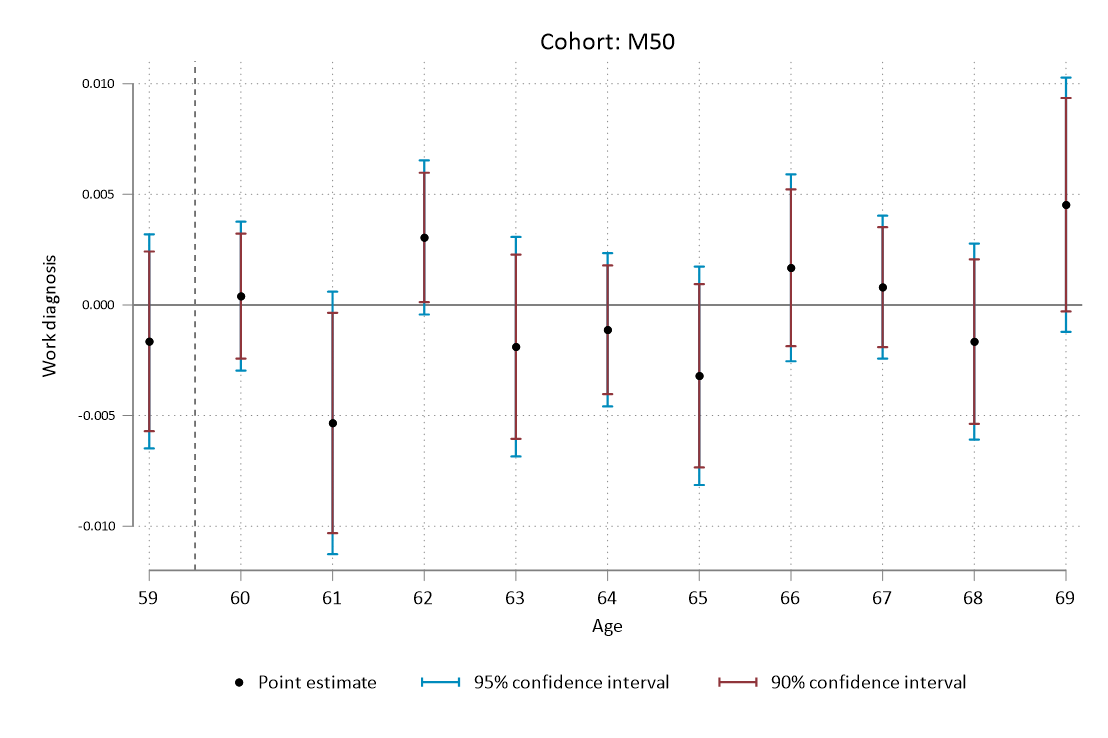 Cohort: M50
0.010
0.005
0.000
-0.005
-0.010
Work diagnosis
59 60 61 62 63 64 65 66 67 68 69
Age
Point estimate 95% confidence interval 90% confidence interval